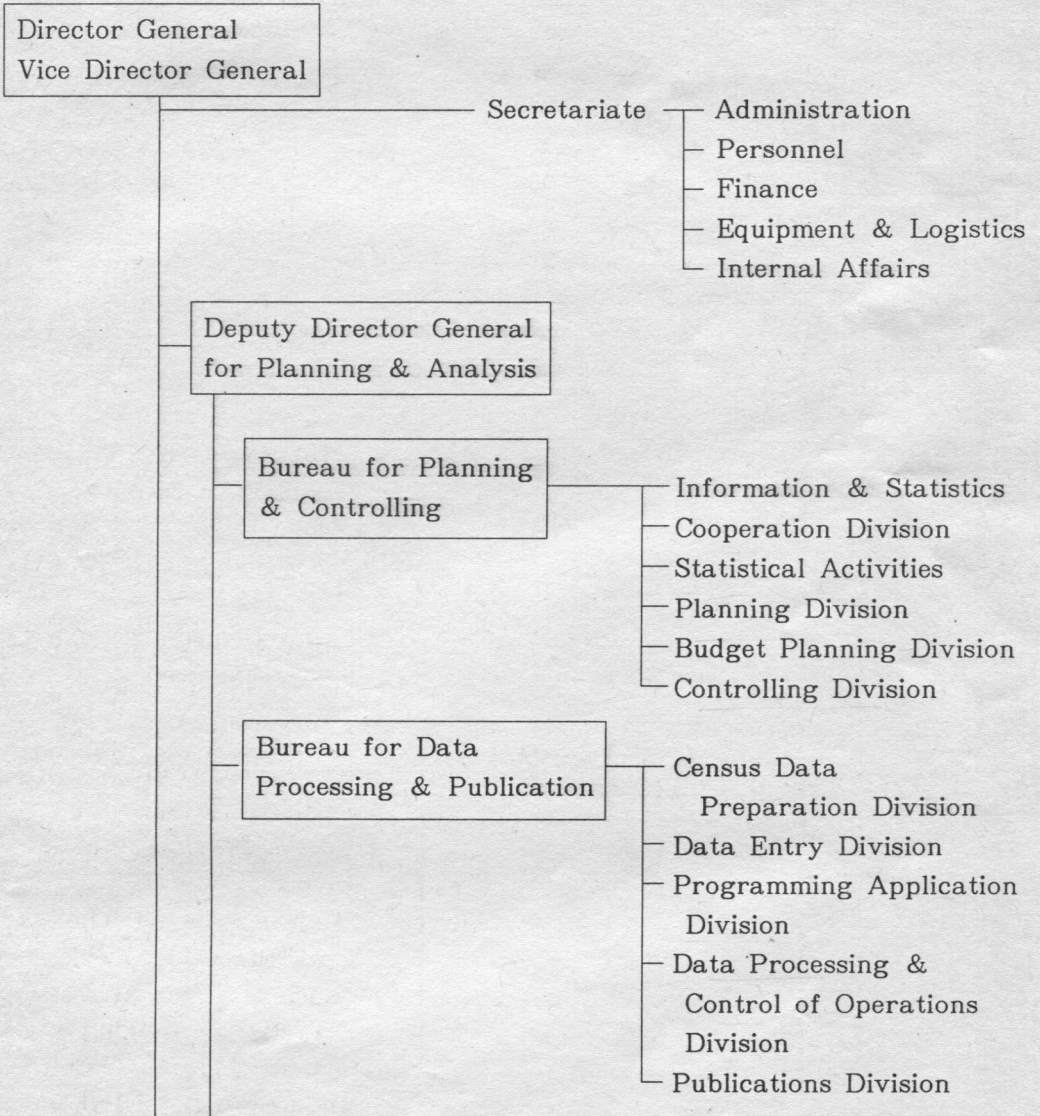 Director General
Vice Director General
Secretariate
Administration
Personnel
Finance
Equipment & Logistics
Internal Affairs
Deputy Director General
for Planning & Analysis
Bureau for Planning
& Controlling
Information & Statistics
Cooperation Division
Statistical Activities
Planning Division
Budget Planning Division
Controlling Division
Bureau for Data
Processing & Publication
Census Data
Preparation Division
Data Entry Division
Programming Application
Division
Data Processing &
Control of Operations
Division
Publications Division